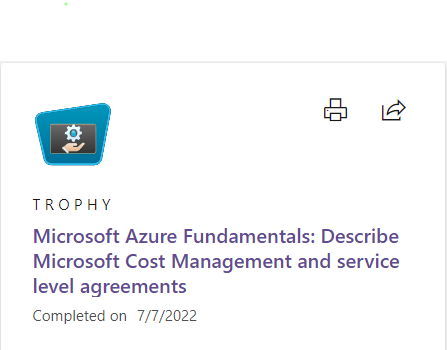 TROPHY
Microsoft Azure Fundamentals: Describe
Microsoft Cost Management and service
level agreements
Completed on 7/7/2022